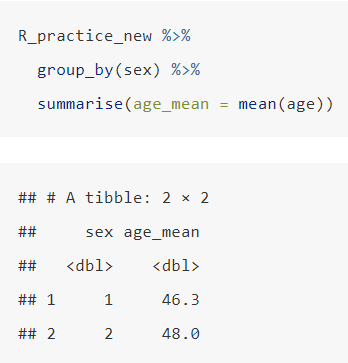 R_practice_new %>%
  group_by(sex) %>%
  summarise(age_mean = mean(age))
## # A tibble: 2 × 2
##     sex age_mean
##   <dbl>    <dbl>
## 1     1     46.3
## 2     2     48.0